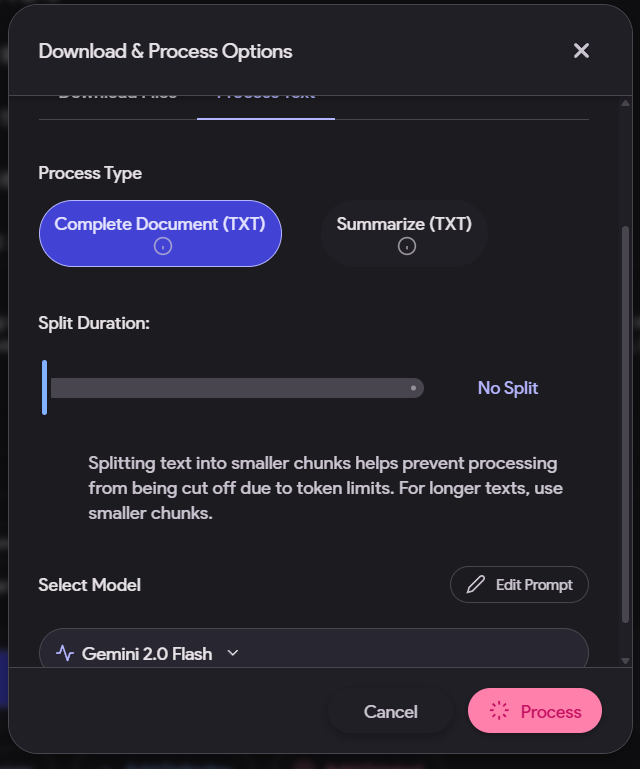 Download & Process Options
Download Files
Process Text
Process Type
Complete Document (TXT)
Summarize (TXT)
Split Duration:
No Split
Splitting text into smaller chunks helps prevent processing
from being cut off due to token limits. For longer texts, use
smaller chunks.
Select Model
Edit Prompt
Gemini 2.0 Flash
Cancel
Process